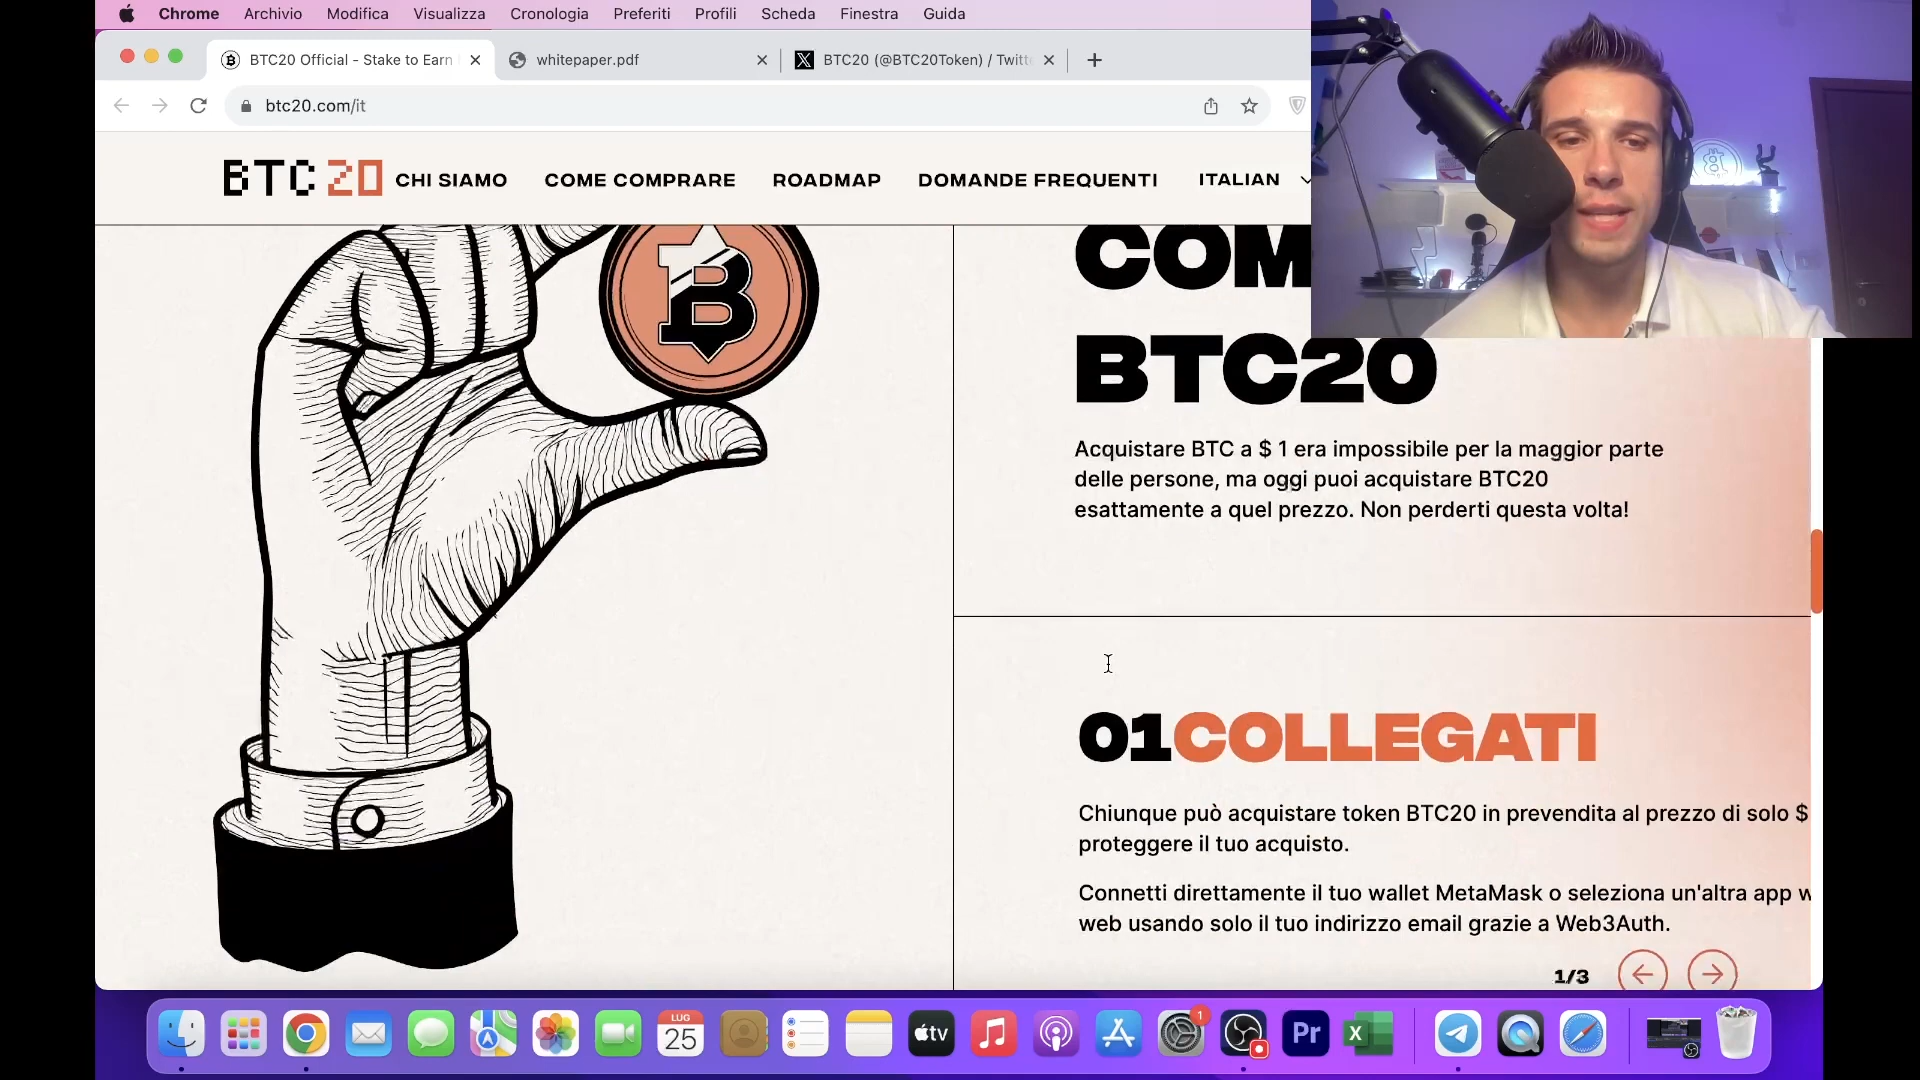 Chrome Archivio Modifica Visualizza Cronologia Preferiti Profili Scheda Finestra Guida
BTC20 Official - Stake to Earn
whitepaper.pdf
BTC20 (@BTC20Token) / Twitt
btc20.com/it
BTC20
CHI SIAMO
COME COMPRARE
ROADMAP
DOMANDE FREQUENTI
ITALIAN
B
COM
BTC20
Acquistare BTC a $ 1 era impossibile per la maggior parte
delle persone, ma oggi puoi acquistare BTC20
esattamente a quel prezzo. Non perderti questa volta!
01COLLEGATI
Chiunque può acquistare token BTC20 in prevendita al prezzo di solo $
proteggere il tuo acquisto.
Connetti direttamente il tuo wallet MetaMask o seleziona un'altra app w
web usando solo il tuo indirizzo email grazie a Web3Auth.
1/3
LUG
25
tv
1
Pr
X